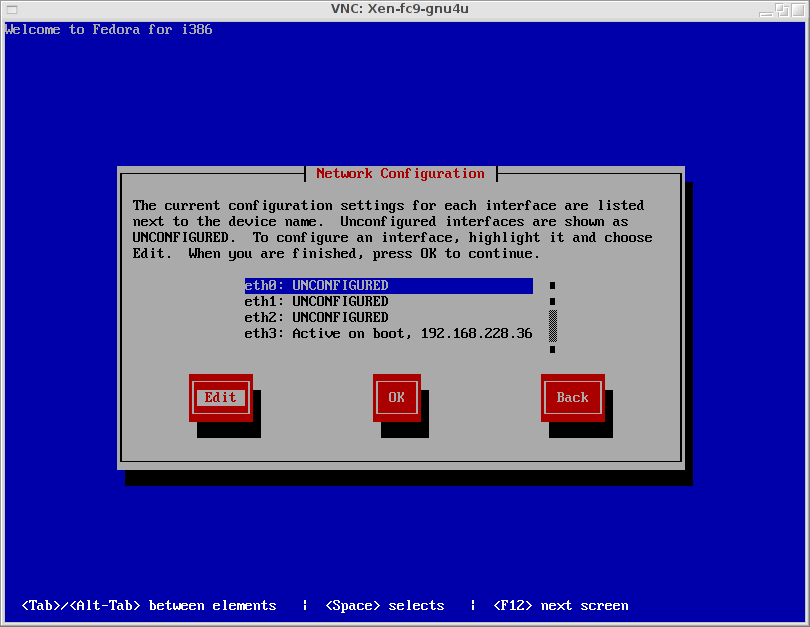 VNC: Xen-fc9-gnu4u
Welcome to Fedora for i386
Network Configuration
The current configuration settings for each interface are listed
next to the device name.  Unconfigured interfaces are shown as
UNCONFIGURED.  To configure an interface, highlight it and choose
Edit.  When you are finished, press OK to continue.
eth0: UNCONFIGURED
eth1: UNCONFIGURED
eth2: UNCONFIGURED
eth3: Active on boot, 192.168.228.36
Edit OK Back
<Tab>/<Alt-Tab> between elements | <Space> selects | <F12> next screen